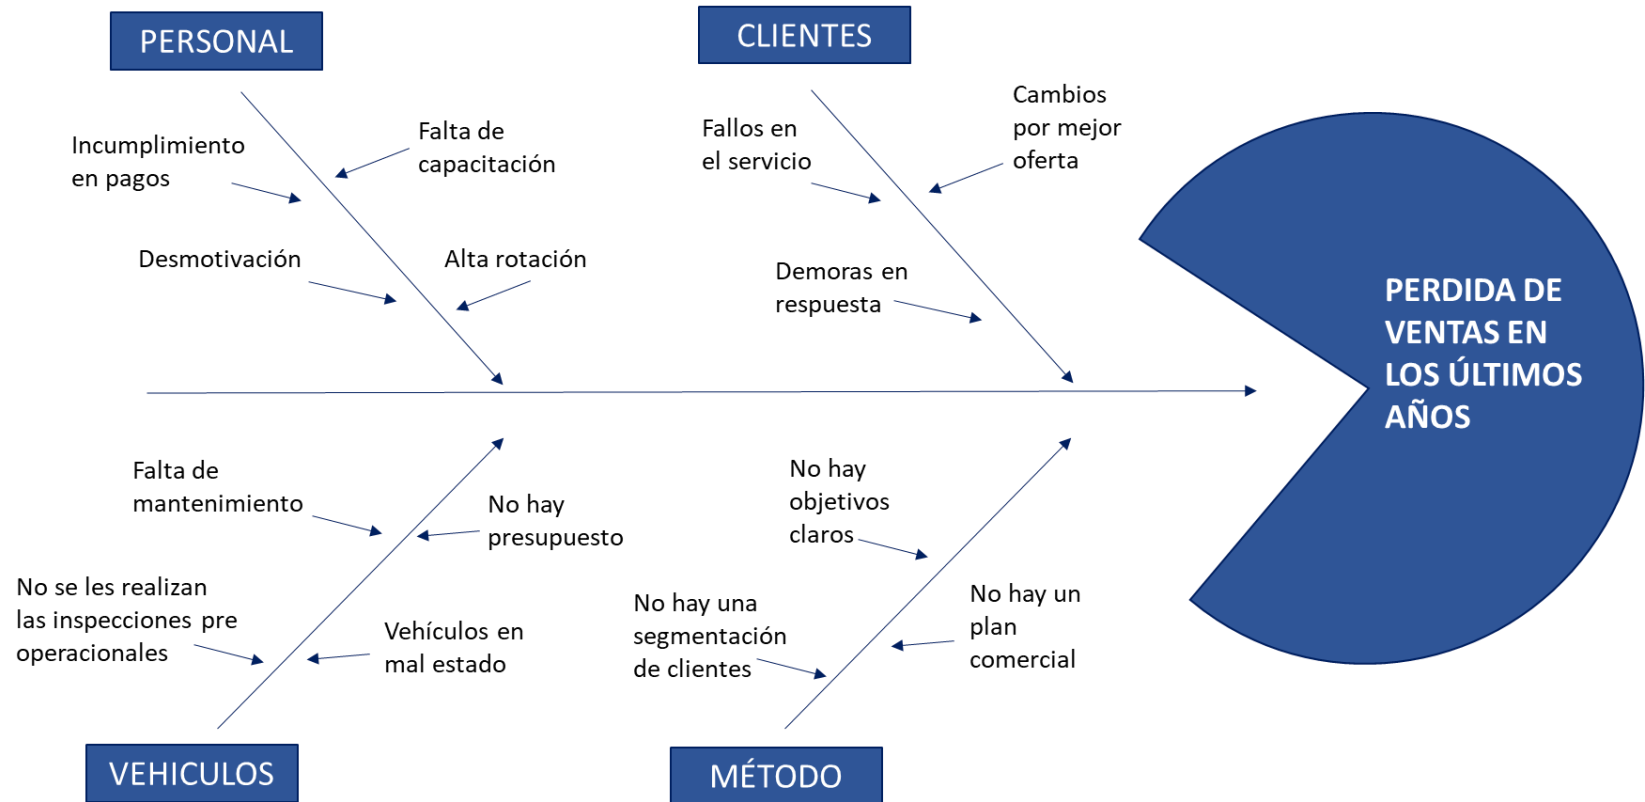 PERSONAL
CLIENTES
Incumplimiento
en pagos
Falta de
capacitación
Desmotivación
Alta rotación
Fallos en
el servicio
Cambios
por mejor
oferta
Demoras en
respuesta
PERDIDA DE
VENTAS EN
LOS ÚLTIMOS
AÑOS
Falta de
mantenimiento
No hay
presupuesto
No se les realizan
las inspecciones pre
operacionales
Vehículos en
mal estado
No hay
objetivos
claros
No hay una
segmentación
de clientes
No hay un
plan
comercial
VEHICULOS
MÉTODO